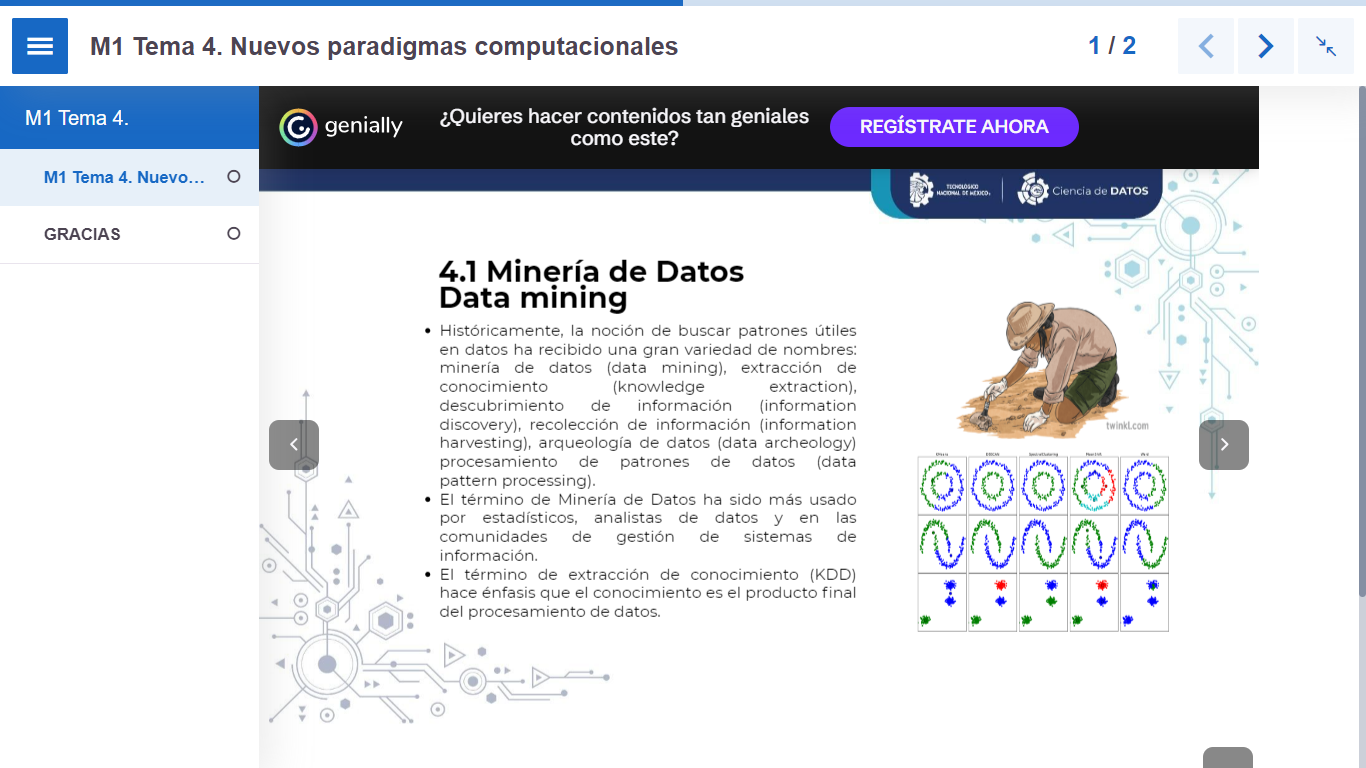 M1 Tema 4. Nuevos paradigmas computacionales
1 / 2
M1 Tema 4.
M1 Tema 4. Nuevo...
GRACIAS
genially
¿Quieres hacer contenidos tan geniales
como este?
REGÍSTRATE AHORA
TECNOLÓGICO
NACIONAL DE MÉXICO
Ciencia de DATOS
4.1 Minería de Datos
Data mining
• Históricamente, la noción de buscar patrones útiles
en datos ha recibido una gran variedad de nombres:
minería de datos (data mining), extracción de
conocimiento (knowledge extraction),
descubrimiento de información (information
discovery), recolección de información (information
harvesting), arqueología de datos (data archeology)
procesamiento de patrones de datos (data
pattern processing).
• El término de Minería de Datos ha sido más usado
por estadísticos, analistas de datos y en las
comunidades de gestión de sistemas de
información.
• El término de extracción de conocimiento (KDD)
hace énfasis que el conocimiento es el producto final
del procesamiento de datos.
twinkl.com